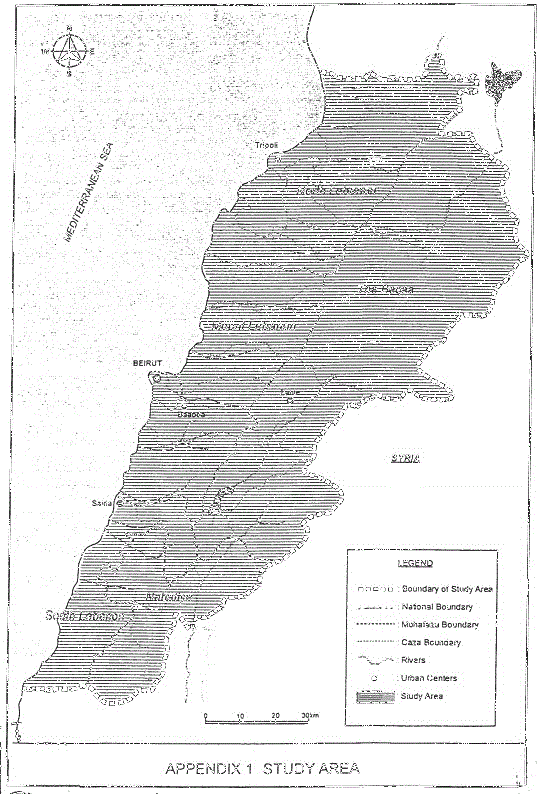 Tripoli
North Lebanon
MEDITERRANEAN SEA
The Bekaa
Mount Lebanon
BEIRUT
Baabda
SYRIA
Saida
South Lebanon
LEGEND
: Boundary of Study Area
: National Boundary
: Mohafaza Boundary
: Caza Boundary
: Rivers
: Urban Centers
: Study Area
0 10 20 30km
APPENDIX 1 STUDY AREA